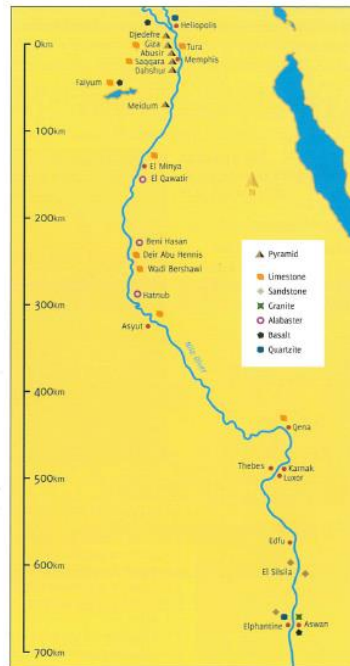 Heliopolis
Djedefre
0km
Giza
Tura
Abusir
Saqqara
Memphis
Dahshur
Faiyum
Meidum
100km
El Minya
El Qawatir
N
200km
Beni Hasan
Deir Abu Hennis
Wadi Bershawi
Hatnub
300km
Asyut
Pyramid
Limestone
Sandstone
Granite
Alabaster
Basalt
Quartzite
Nile River
400km
Qena
Thebes
Karnak
Luxor
500km
Edfu
600km
El Silsila
Elphantine
Aswan
700km